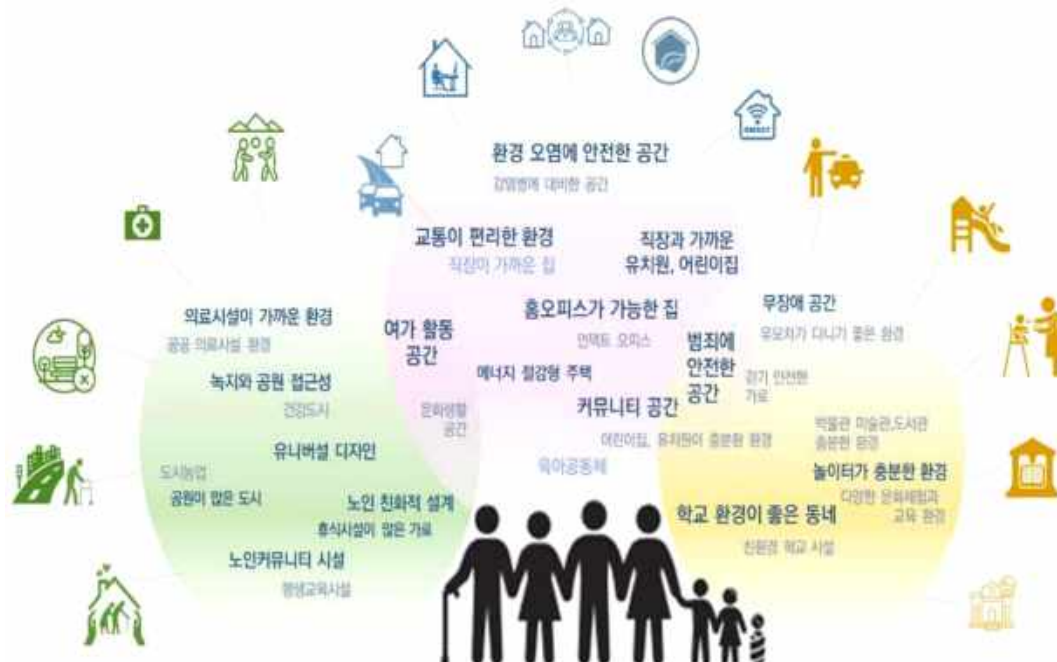 SMART
환경 오염에 안전한 공간
감염병에 대비한 공간
교통이 편리한 환경
직장이 가까운 집
직장과 가까운
유치원, 어린이집
홈오피스가 가능한 집
언택트 오피스
여가 활동
공간
에너지 절감형 주택
범죄에
안전한
공간
커뮤니티 공간
문화생활
공간
어린이집, 유치원이 충분한 환경
육아공동체
의료시설이 가까운 환경
공공 의료시설 환경
녹지와 공원 접근성
건강도시
유니버설 디자인
도시농업
공원이 많은 도시
노인 친화적 설계
휴식시설이 많은 가로
노인커뮤니티 시설
평생교육시설
무장애 공간
유모차가 다니기 좋은 환경
걷기 안전한
가로
박물관 미술관,도서관
충분한 환경
놀이터가 충분한 환경
다양한 문화체험과
교육 환경
학교 환경이 좋은 동네
친환경 학교 시설